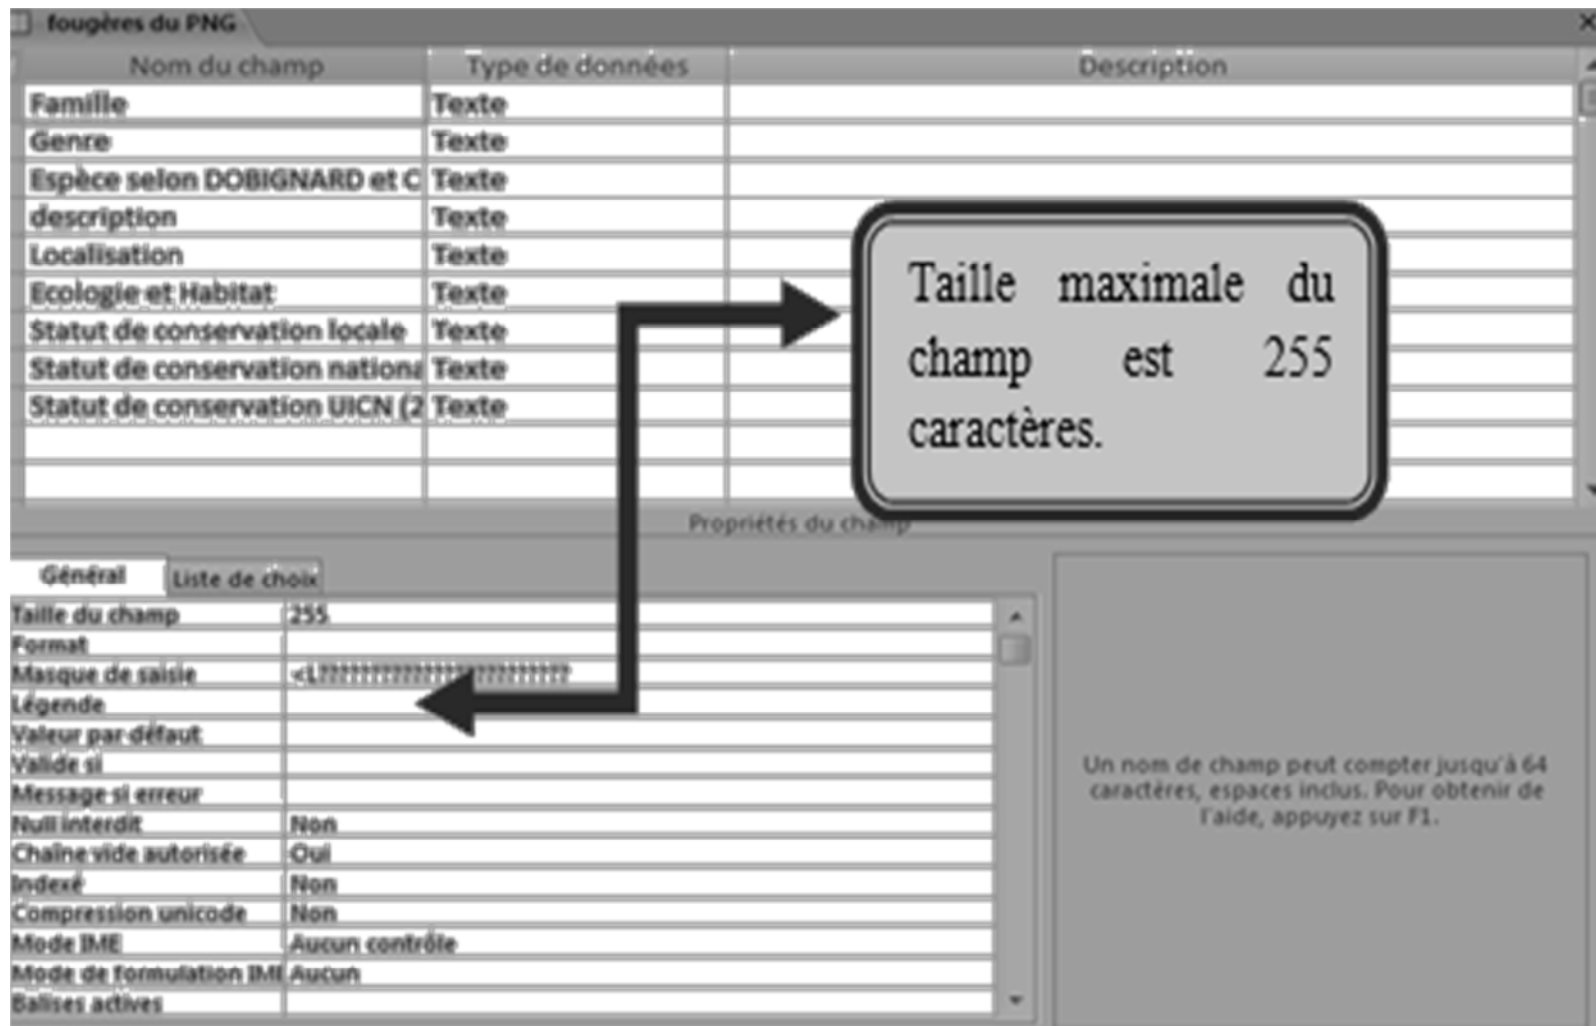 fougères du PNG
Nom du champ Type de données Description
Famille Texte
Genre Texte
Espèce selon DOBIGNARD et C Texte
description Texte
Localisation Texte
Ecologie et Habitat Texte
Statut de conservation locale Texte
Statut de conservation nationa Texte
Statut de conservation UICN (2 Texte
Taille maximale du
champ est 255
caractères.
Propriétés du champ
Général Liste de choix
Taille du champ 255
Format
Masque de saisie <L????????????????????????
Légende
Valeur par défaut
Valide si
Message si erreur
Null interdit Non
Chaîne vide autorisée Oui
Indexé Non
Compression unicode Non
Mode IME Aucun contrôle
Mode de formulation IME Aucun
Balises actives
Un nom de champ peut compter jusqu'à 64
caractères, espaces inclus. Pour obtenir de
l'aide, appuyez sur F1.